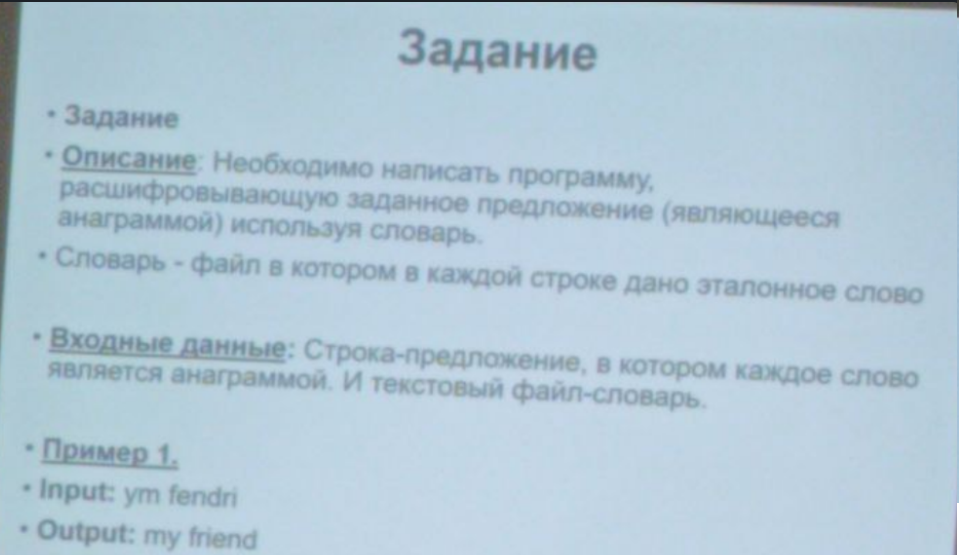 Задание
• Задание
• Описание: Необходимо написать программу,
расшифровывающую заданное предложение (являющееся
анаграммой) используя словарь.
• Словарь - файл в котором в каждой строке дано эталонное слово
• Входные данные: Строка-предложение, в котором каждое слово
является анаграммой. И текстовый файл-словарь.
• Пример 1.
• Input: ym fendri
• Output: my friend